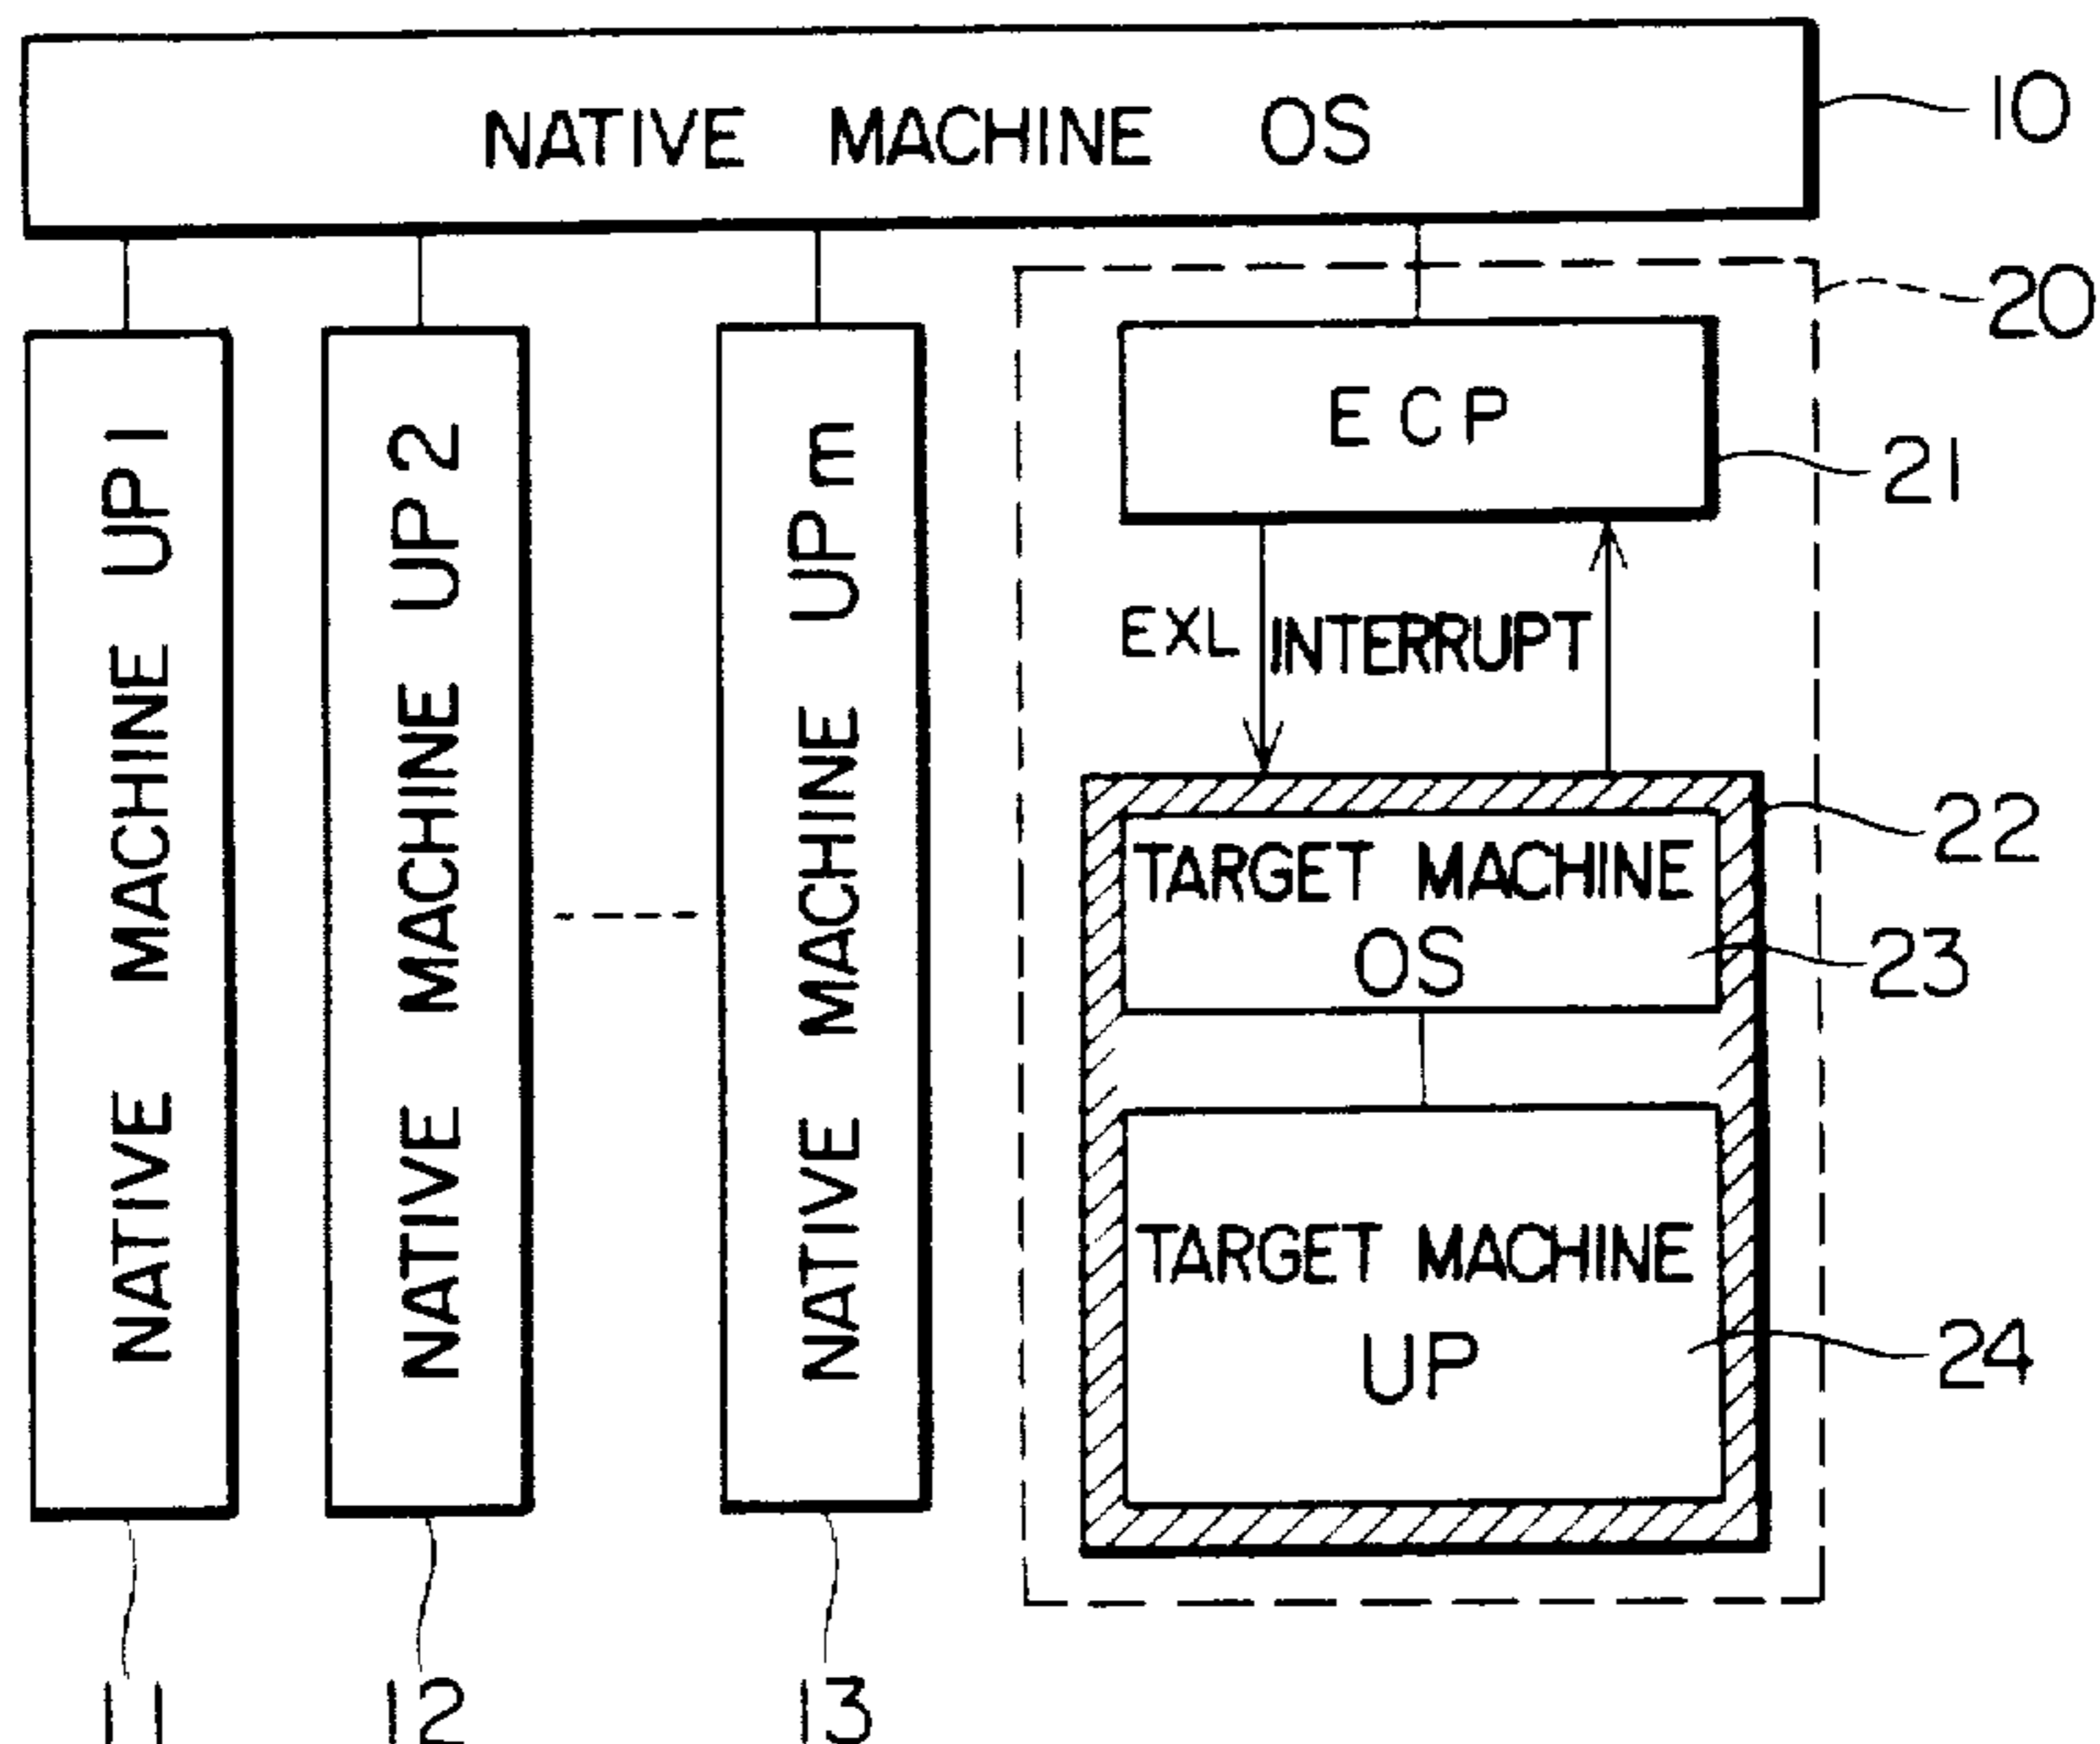 NATIVE MACHINE OS
10
20
NATIVE MACHINE UP1
NATIVE MACHINE UP2
NATIVE MACHINE UPm
ECP
21
EXL
INTERRUPT
22
TARGET MACHINE
OS
23
TARGET MACHINE
UP
24
11
12
13